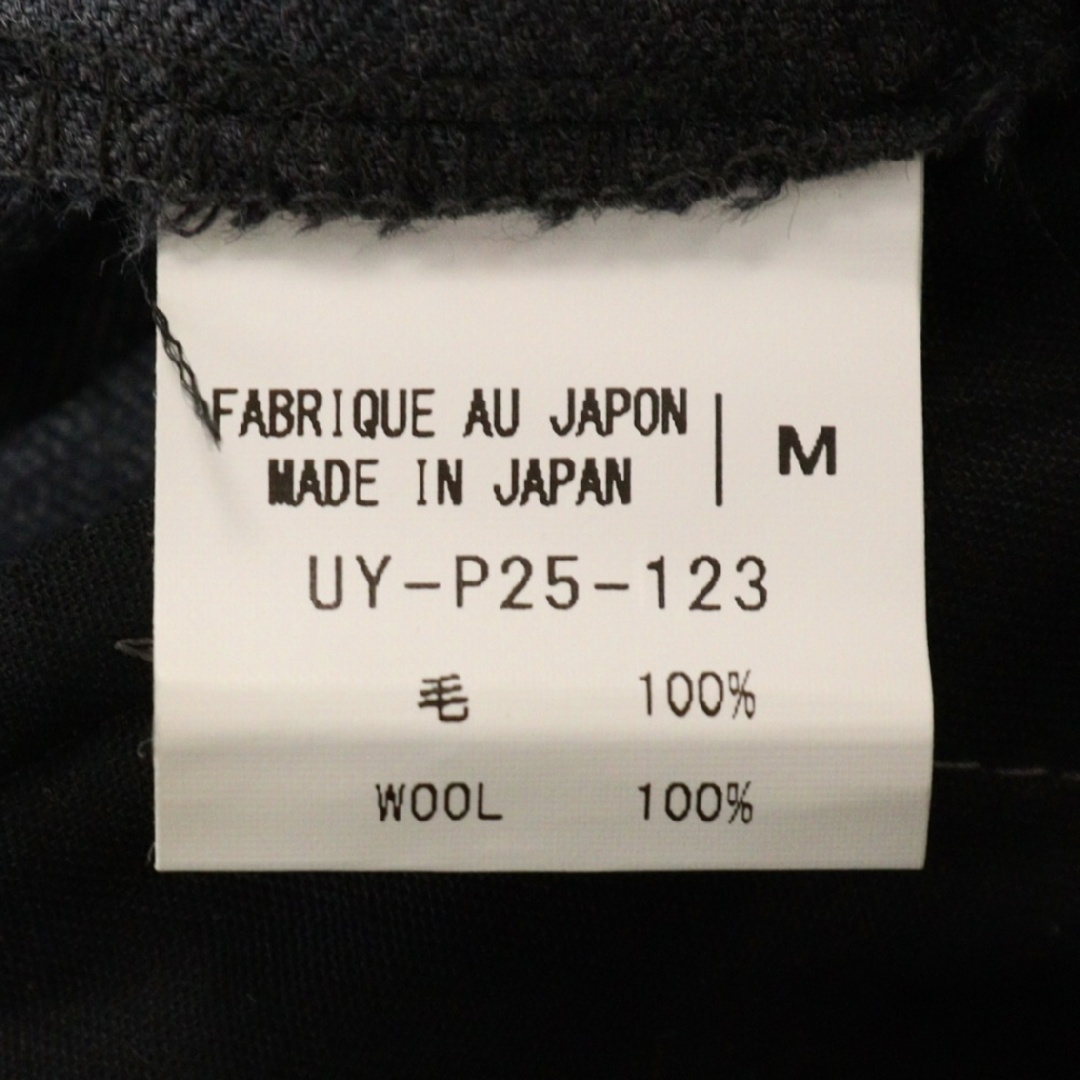 FABRIQUE AU JAPON
MADE IN JAPAN
M
UY-P25-123
毛 100%
WOOL 100%